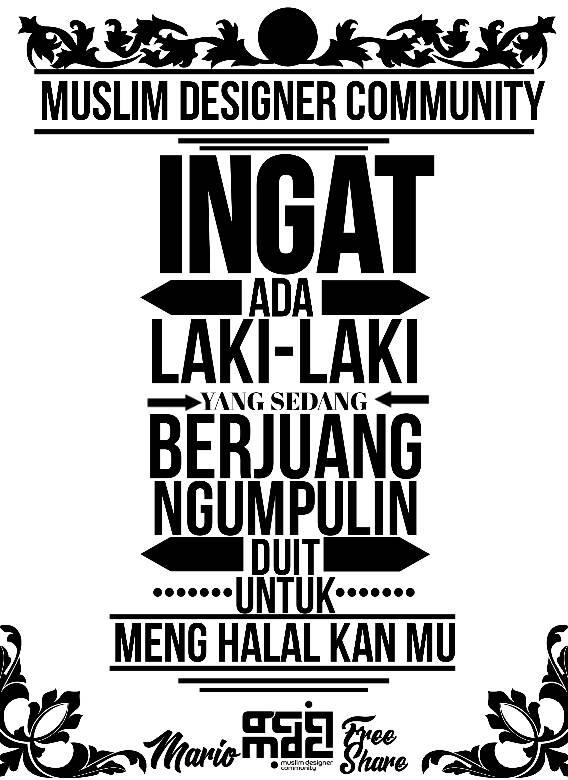 MUSLIM DESIGNER COMMUNITY
INGAT
ADA
LAKI-LAKI
YANG SEDANG
BERJUANG
NGUMPULIN
DUIT
UNTUK
MENG HALAL KAN MU
Mario
muslim designer
community
Free
Share